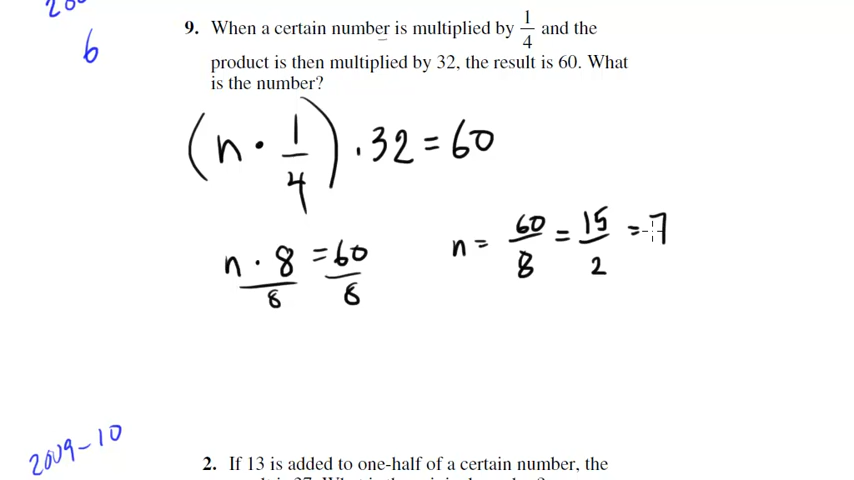 6
9. When a certain number is multiplied by 1/4 and the
product is then multiplied by 32, the result is 60. What
is the number?
(n · 1/4) · 32 = 60
n · 8 / 8 = 60 / 8
n = 60/8 = 15/2 = 7
2009-10
2. If 13 is added to one-half of a certain number, the